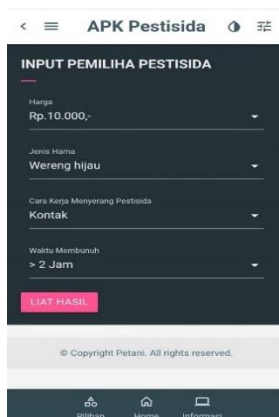 APK Pestisida
INPUT PEMILIHA PESTISIDA
Harga
Rp.10.000,-
Jenis Hama
Wereng hijau
Cara Kerja Menyerang Pestisida
Kontak
Waktu Membunuh
> 2 Jam
LIAT HASIL
© Copyright Petani. All rights reserved.
Pilihan Home Informasi